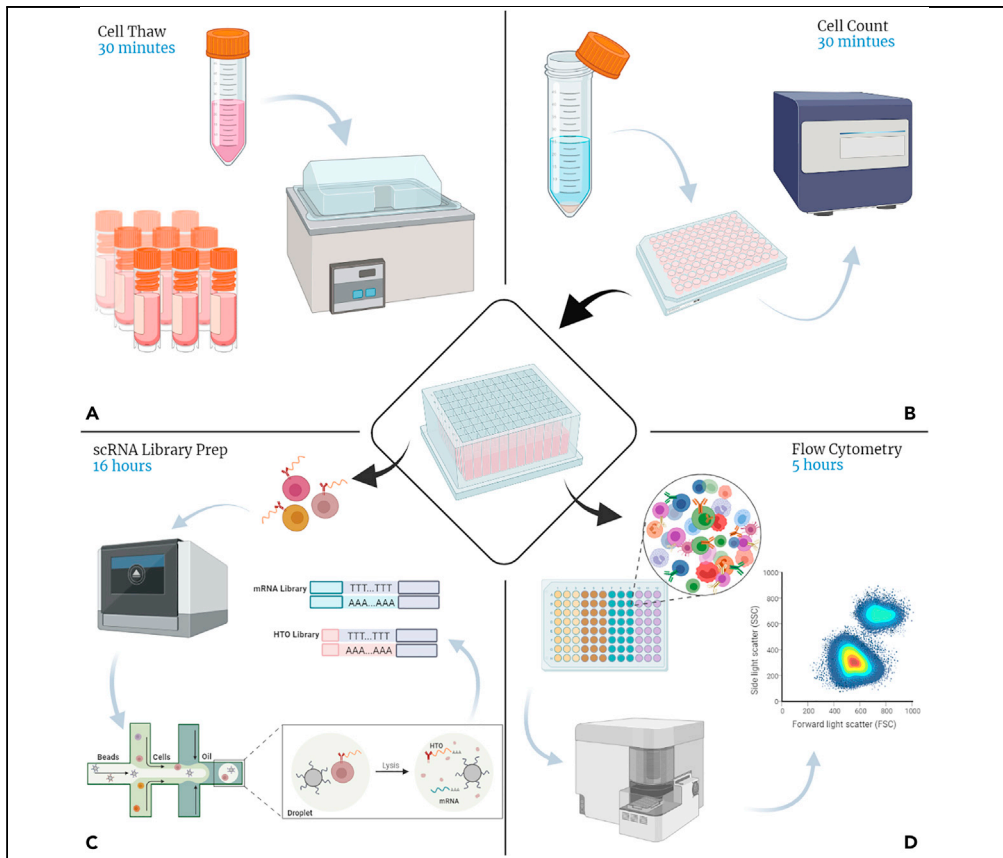 Cell Thaw
30 minutes
Cell Count
30 mintues
A
B
scRNA Library Prep
16 hours
Flow Cytometry
5 hours
mRNA Library
TTT...TTT
AAA...AAA
HTO Library
TTT...TTT
AAA...AAA
Beads
Cells
Oil
Droplet
Lysis
HTO
AAA
mRNA
AAA
Side light scatter (SSC)
1000
800
600
400
200
0
0 200 400 600 800 1000
Forward light scatter (FSC)
C
D